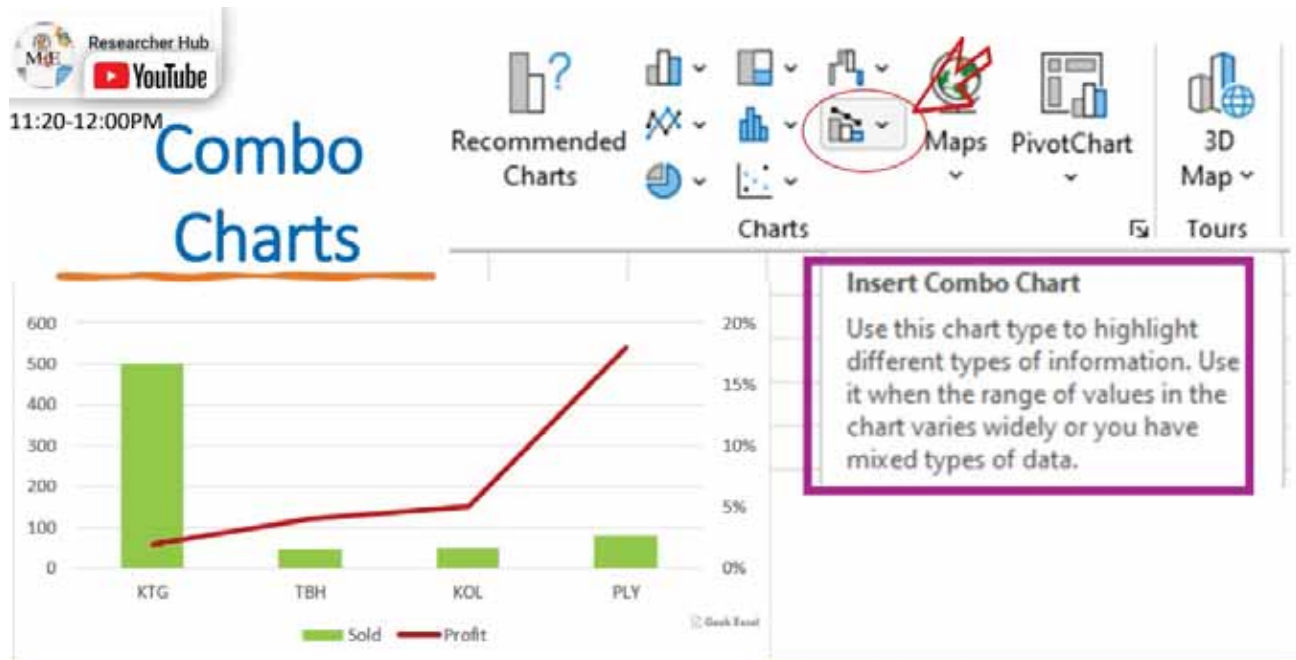 Researcher Hub
YouTube
11:20-12:00PM
Combo
Charts
Recommended
Charts
Maps
PivotChart
3D
Map
Charts
Tours
Insert Combo Chart
Use this chart type to highlight
different types of information. Use
it when the range of values in the
chart varies widely or you have
mixed types of data.
600
500
400
300
200
100
0
20%
15%
10%
5%
0%
KTG TBH KOL PLY
Sold Profit
Geek Excel